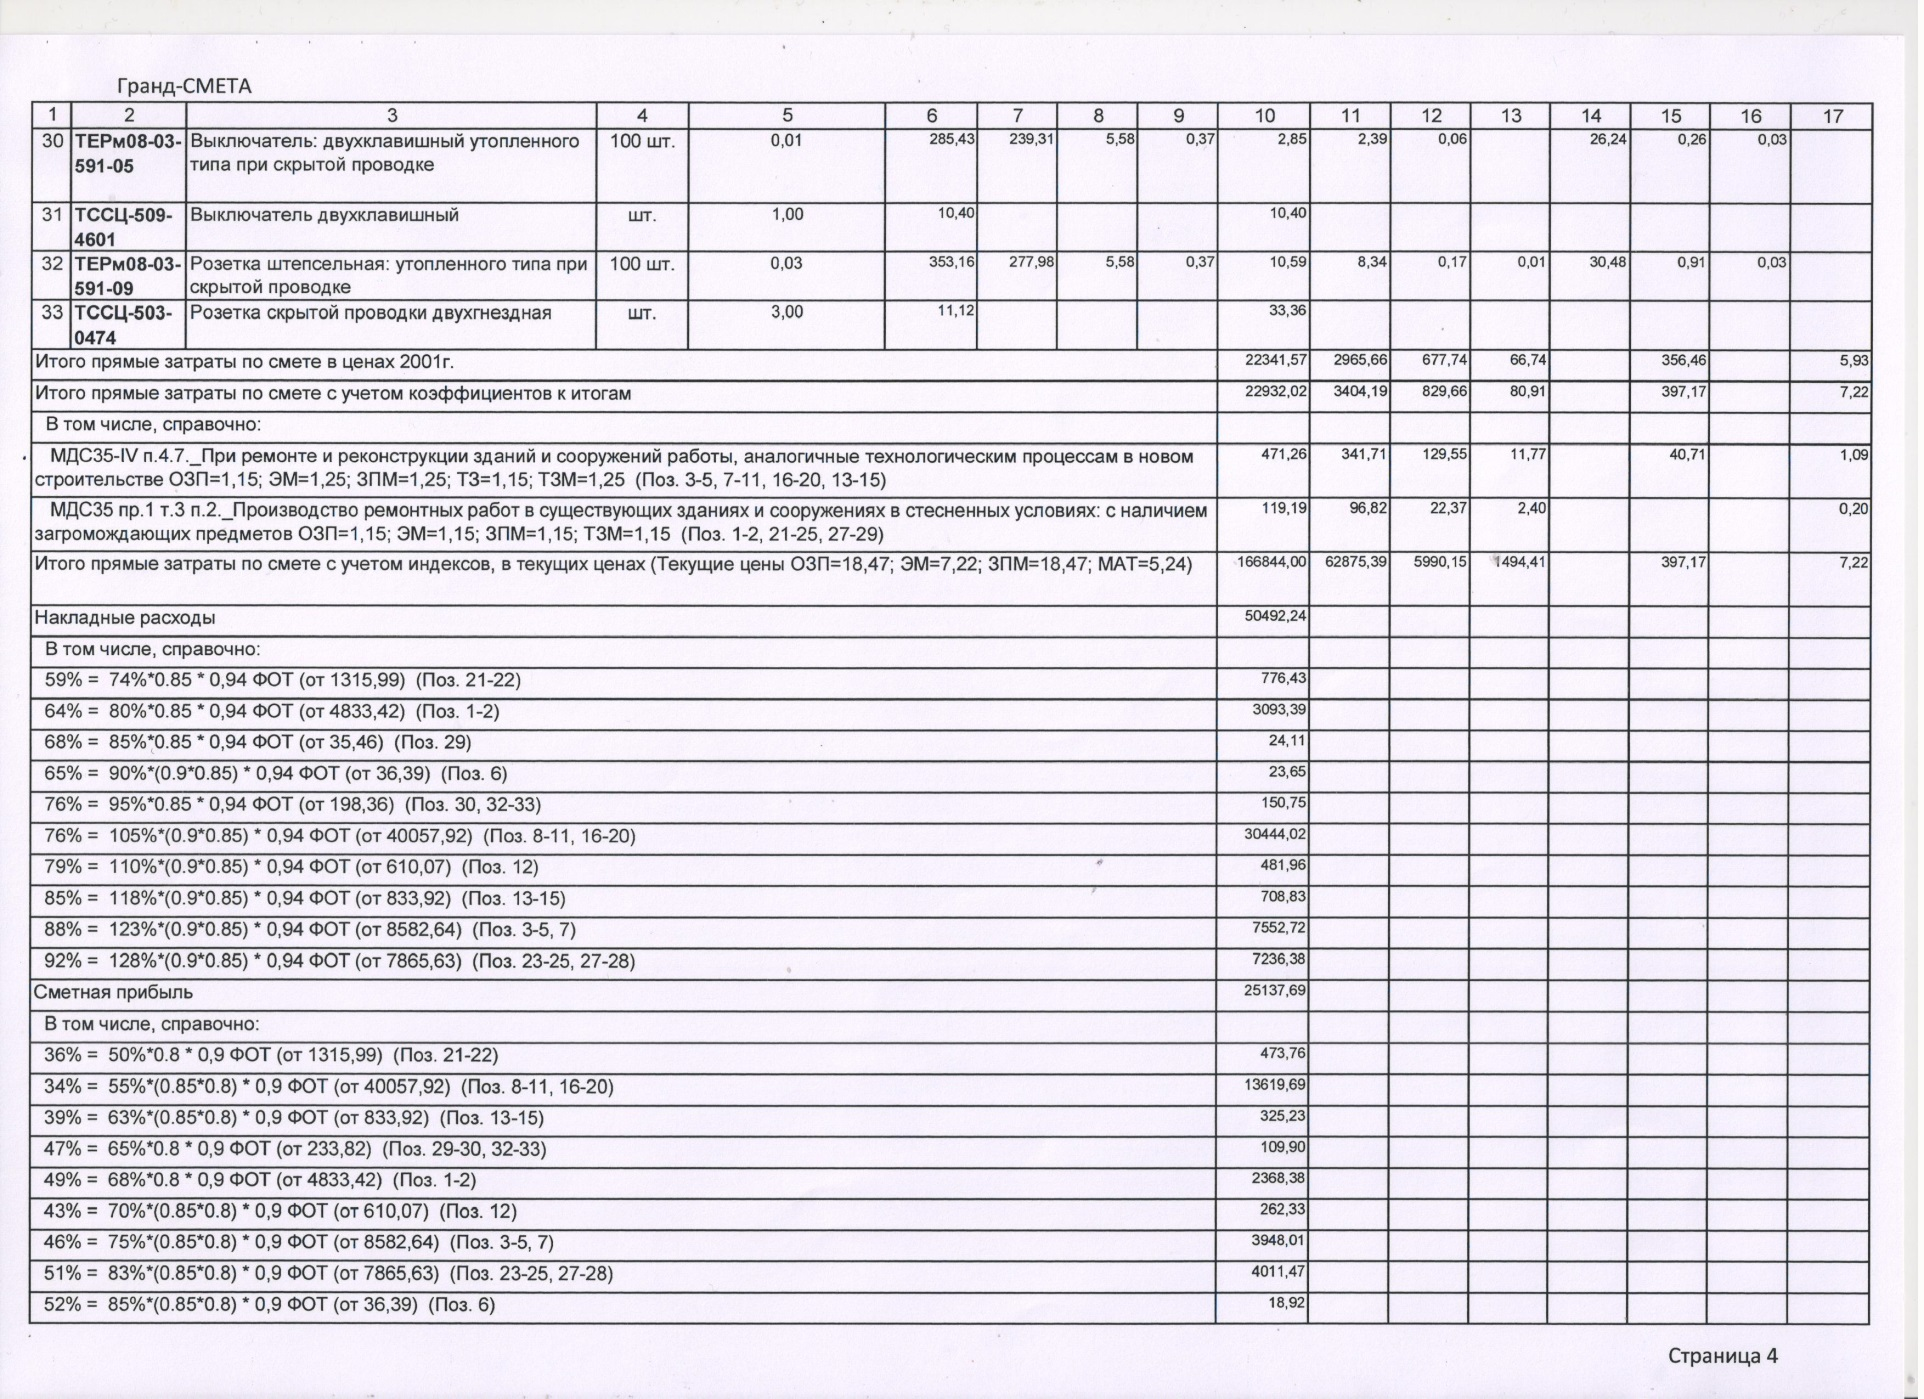 Гранд-СМЕТА
1 2 3 4 5 6 7 8 9 10 11 12 13 14 15 16 17
30 ТЕРм08-03- Выключатель: двухклавишный утопленного 100 шт. 0,01 285,43 239,31 5,58 0,37 2,85 2,39 0,06 26,24 0,26 0,03
591-05 типа при скрытой проводке
31 ТССЦ-509- Выключатель двухклавишный шт. 1,00 10,40 10,40
4601
32 ТЕРм08-03- Розетка штепсельная: утопленного типа при 100 шт. 0,03 353,16 277,98 5,58 0,37 10,59 8,34 0,17 0,01 30,48 0,91 0,03
591-09 скрытой проводке
33 ТССЦ-503- Розетка скрытой проводки двухгнездная шт. 3,00 11,12 33,36
0474
Итого прямые затраты по смете в ценах 2001г. 22341,57 2965,66 677,74 66,74 356,46 5,93
Итого прямые затраты по смете с учетом коэффициентов к итогам 22932,02 3404,19 829,66 80,91 397,17 7,22
В том числе, справочно:
МДС35-IV п.4.7._При ремонте и реконструкции зданий и сооружений работы, аналогичные технологическим процессам в новом 471,26 341,71 129,55 11,77 40,71 1,09
строительстве ОЗП=1,15; ЭМ=1,25; ЗПМ=1,25; ТЗ=1,15; ТЗМ=1,25 (Поз. 3-5, 7-11, 16-20, 13-15)
МДС35 пр.1 т.3 п.2._Производство ремонтных работ в существующих зданиях и сооружениях в стесненных условиях: с наличием 119,19 96,82 22,37 2,40 0,20
загромождающих предметов ОЗП=1,15; ЭМ=1,15; ЗПМ=1,15; ТЗМ=1,15 (Поз. 1-2, 21-25, 27-29)
Итого прямые затраты по смете с учетом индексов, в текущих ценах (Текущие цены ОЗП=18,47; ЭМ=7,22; ЗПМ=18,47; МАТ=5,24) 166844,00 62875,39 5990,15 1494,41 397,17 7,22
Накладные расходы 50492,24
В том числе, справочно:
59% = 74%*0.85 * 0,94 ФОТ (от 1315,99) (Поз. 21-22) 776,43
64% = 80%*0.85 * 0,94 ФОТ (от 4833,42) (Поз. 1-2) 3093,39
68% = 85%*0.85 * 0,94 ФОТ (от 35,46) (Поз. 29) 24,11
65% = 90%*(0.9*0.85) * 0,94 ФОТ (от 36,39) (Поз. 6) 23,65
76% = 95%*0.85 * 0,94 ФОТ (от 198,36) (Поз. 30, 32-33) 150,75
76% = 105%*(0.9*0.85) * 0,94 ФОТ (от 40057,92) (Поз. 8-11, 16-20) 30444,02
79% = 110%*(0.9*0.85) * 0,94 ФОТ (от 610,07) (Поз. 12) 481,96
85% = 118%*(0.9*0.85) * 0,94 ФОТ (от 833,92) (Поз. 13-15) 708,83
88% = 123%*(0.9*0.85) * 0,94 ФОТ (от 8582,64) (Поз. 3-5, 7) 7552,72
92% = 128%*(0.9*0.85) * 0,94 ФОТ (от 7865,63) (Поз. 23-25, 27-28) 7236,38
Сметная прибыль 25137,69
В том числе, справочно:
36% = 50%*0.8 * 0,9 ФОТ (от 1315,99) (Поз. 21-22) 473,76
34% = 55%*(0.85*0.8) * 0,9 ФОТ (от 40057,92) (Поз. 8-11, 16-20) 13619,69
39% = 63%*(0.85*0.8) * 0,9 ФОТ (от 833,92) (Поз. 13-15) 325,23
47% = 65%*0.8 * 0,9 ФОТ (от 233,82) (Поз. 29-30, 32-33) 109,90
49% = 68%*0.8 * 0,9 ФОТ (от 4833,42) (Поз. 1-2) 2368,38
43% = 70%*(0.85*0.8) * 0,9 ФОТ (от 610,07) (Поз. 12) 262,33
46% = 75%*(0.85*0.8) * 0,9 ФОТ (от 8582,64) (Поз. 3-5, 7) 3948,01
51% = 83%*(0.85*0.8) * 0,9 ФОТ (от 7865,63) (Поз. 23-25, 27-28) 4011,47
52% = 85%*(0.85*0.8) * 0,9 ФОТ (от 36,39) (Поз. 6) 18,92
Страница 4